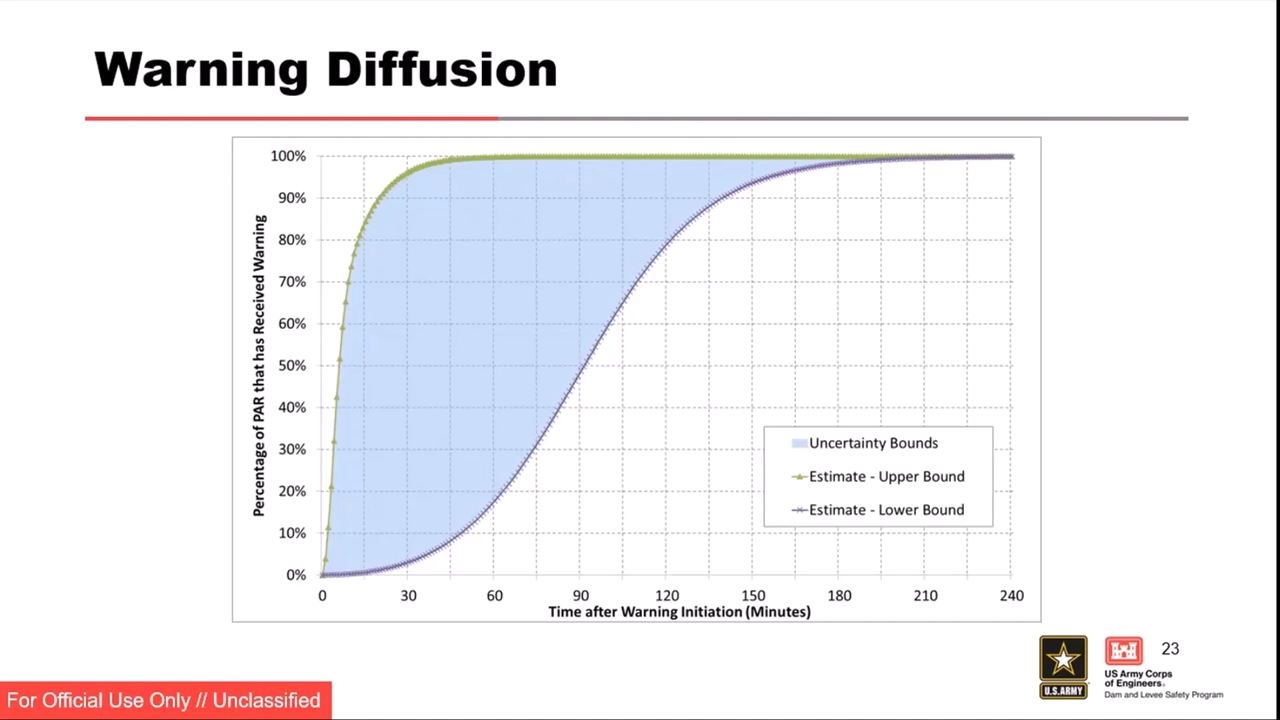 Warning Diffusion
Percentage of PAR that has Received Warning
100%
90%
80%
70%
60%
50%
40%
30%
20%
10%
0%
0 30 60 90 120 150 180 210 240
Time after Warning Initiation (Minutes)
Uncertainty Bounds
Estimate - Upper Bound
Estimate - Lower Bound
U.S.ARMY
US Army Corps
of Engineers®
Dam and Levee Safety Program
23
For Official Use Only // Unclassified